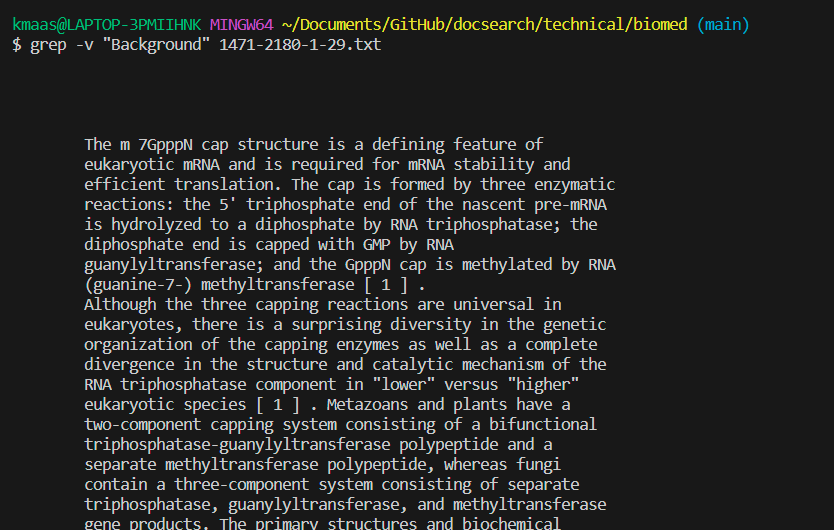 kmaas@LAPTOP-3PMIIHNK MINGW64 ~/Documents/GitHub/docsearch/technical/biomed (main)
$ grep -v "Background" 1471-2180-1-29.txt
The m 7GpppN cap structure is a defining feature of
eukaryotic mRNA and is required for mRNA stability and
efficient translation. The cap is formed by three enzymatic
reactions: the 5' triphosphate end of the nascent pre-mRNA
is hydrolyzed to a diphosphate by RNA triphosphatase; the
diphosphate end is capped with GMP by RNA
guanylyltransferase; and the GpppN cap is methylated by RNA
(guanine-7-) methyltransferase [ 1 ] .
Although the three capping reactions are universal in
eukaryotes, there is a surprising diversity in the genetic
organization of the capping enzymes as well as a complete
divergence in the structure and catalytic mechanism of the
RNA triphosphatase component in "lower" versus "higher"
eukaryotic species [ 1 ] . Metazoans and plants have a
two-component capping system consisting of a bifunctional
triphosphatase-guanylyltransferase polypeptide and a
separate methyltransferase polypeptide, whereas fungi
contain a three-component system consisting of separate
triphosphatase, guanylyltransferase, and methyltransferase
gene products. The primary structures and biochemical